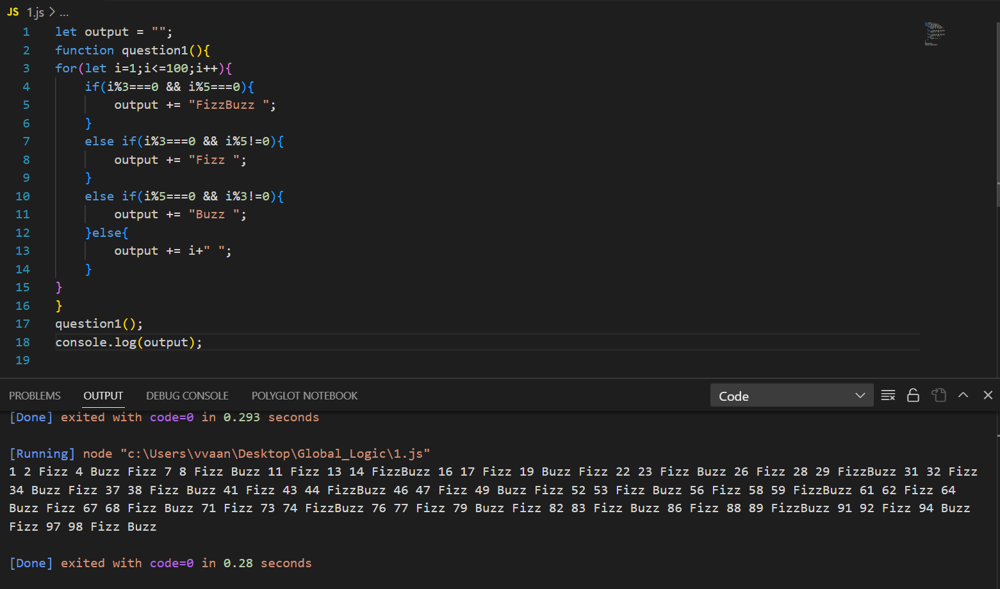 JS 1.js > ...
1 let output = "";
2 function question1(){
3 for(let i=1;i<=100;i++){
4     if(i%3===0 && i%5===0){
5         output += "FizzBuzz ";
6     }
7     else if(i%3===0 && i%5!=0){
8         output += "Fizz ";
9     }
10     else if(i%5===0 && i%3!=0){
11         output += "Buzz ";
12     }else{
13         output += i+" ";
14     }
15 }
16 }
17 question1();
18 console.log(output);
19
PROBLEMS OUTPUT DEBUG CONSOLE POLYGLOT NOTEBOOK Code
[Done] exited with code=0 in 0.293 seconds
[Running] node "c:\Users\vvaan\Desktop\Global_Logic\1.js"
1 2 Fizz 4 Buzz Fizz 7 8 Fizz Buzz 11 Fizz 13 14 FizzBuzz 16 17 Fizz 19 Buzz Fizz 22 23 Fizz Buzz 26 Fizz 28 29 FizzBuzz 31 32 Fizz
34 Buzz Fizz 37 38 Fizz Buzz 41 Fizz 43 44 FizzBuzz 46 47 Fizz 49 Buzz Fizz 52 53 Fizz Buzz 56 Fizz 58 59 FizzBuzz 61 62 Fizz 64
Buzz Fizz 67 68 Fizz Buzz 71 Fizz 73 74 FizzBuzz 76 77 Fizz 79 Buzz Fizz 82 83 Fizz Buzz 86 Fizz 88 89 FizzBuzz 91 92 Fizz 94 Buzz
Fizz 97 98 Fizz Buzz
[Done] exited with code=0 in 0.28 seconds